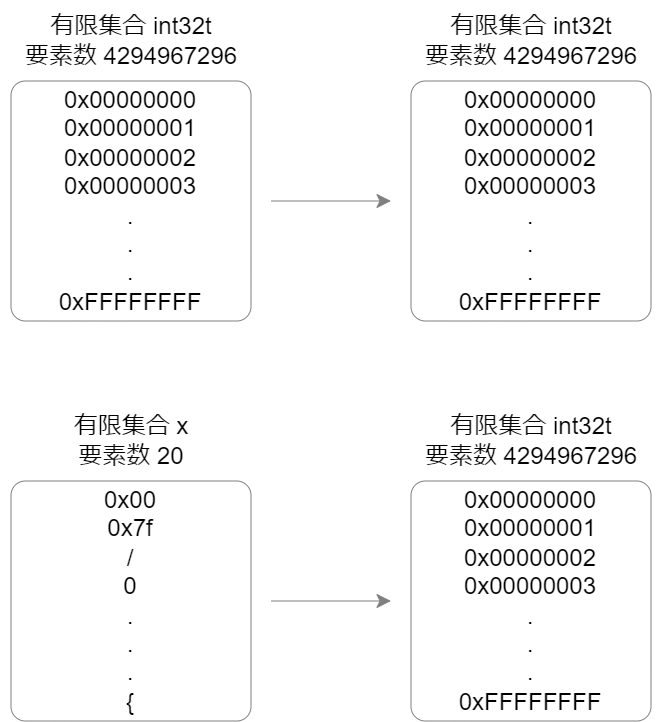 有限集合 int32t
要素数 4294967296
0x00000000
0x00000001
0x00000002
0x00000003
.
.
.
0xFFFFFFFF
有限集合 int32t
要素数 4294967296
0x00000000
0x00000001
0x00000002
0x00000003
.
.
.
0xFFFFFFFF
有限集合 x
要素数 20
0x00
0x7f
/
0
.
.
.
{
有限集合 int32t
要素数 4294967296
0x00000000
0x00000001
0x00000002
0x00000003
.
.
.
0xFFFFFFFF